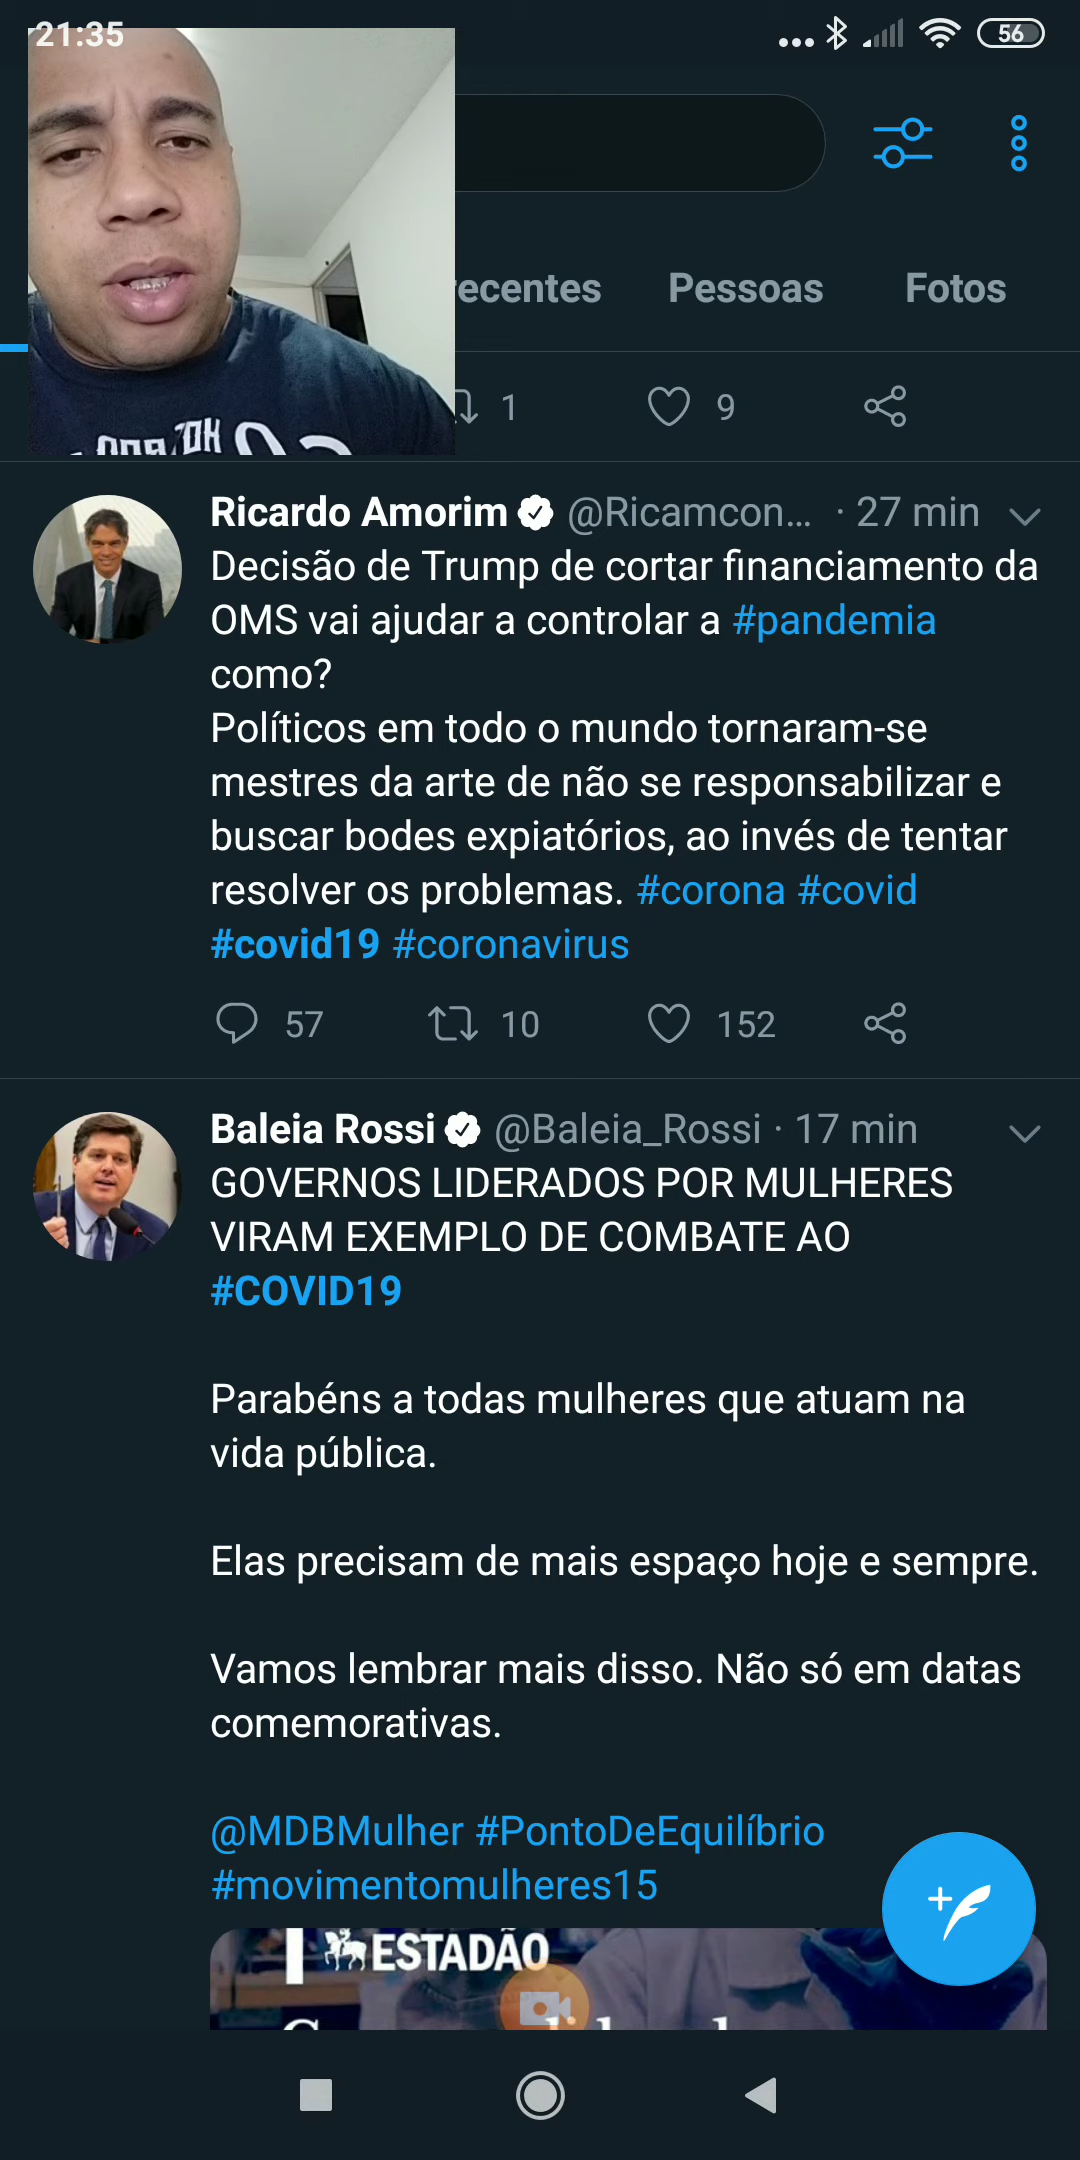 21:35
56
recentes Pessoas Fotos
1 9
Ricardo Amorim @Ricamcon... · 27 min
Decisão de Trump de cortar financiamento da
OMS vai ajudar a controlar a #pandemia
como?
Políticos em todo o mundo tornaram-se
mestres da arte de não se responsabilizar e
buscar bodes expiatórios, ao invés de tentar
resolver os problemas. #corona #covid
#covid19 #coronavirus
57 10 152
Baleia Rossi @Baleia_Rossi · 17 min
GOVERNOS LIDERADOS POR MULHERES
VIRAM EXEMPLO DE COMBATE AO
#COVID19
Parabéns a todas mulheres que atuam na
vida pública.
Elas precisam de mais espaço hoje e sempre.
Vamos lembrar mais disso. Não só em datas
comemorativas.
@MDBMulher #PontoDeEquilíbrio
#movimentomulheres15
ESTADÃO